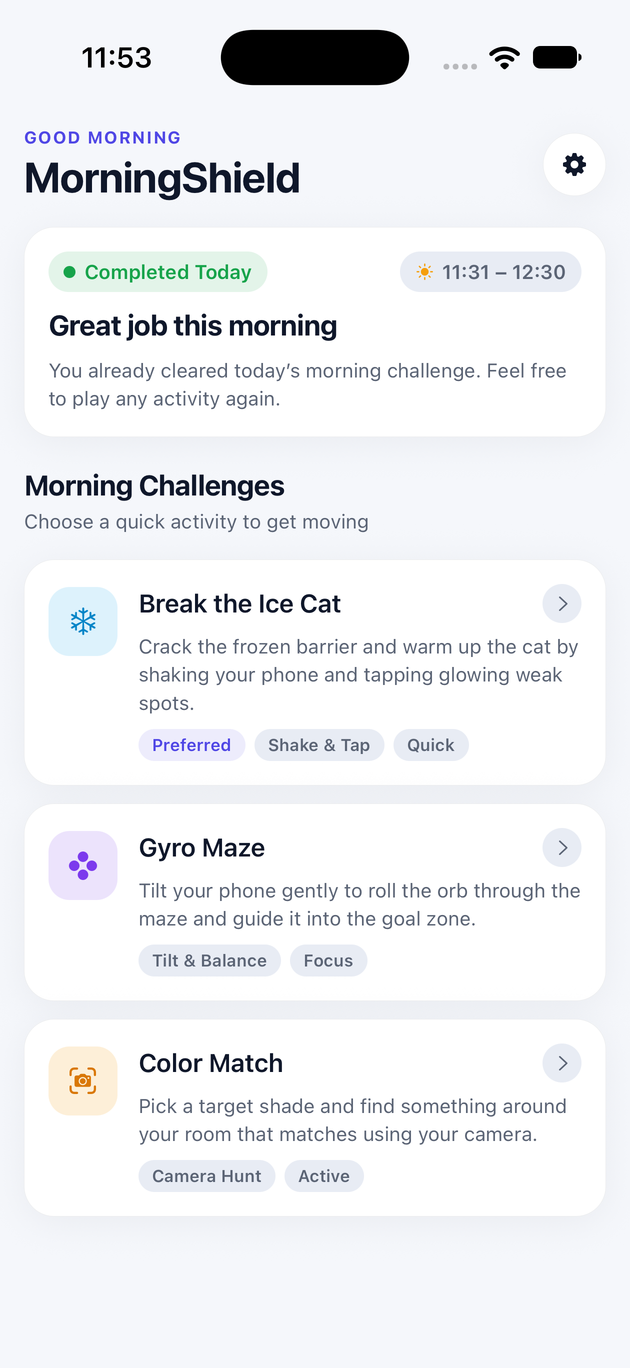 11:53
GOOD MORNING
MorningShield
Completed Today
11:31 – 12:30
Great job this morning
You already cleared today’s morning challenge. Feel free
to play any activity again.
Morning Challenges
Choose a quick activity to get moving
Break the Ice Cat
Crack the frozen barrier and warm up the cat by
shaking your phone and tapping glowing weak
spots.
Preferred
Shake & Tap
Quick
Gyro Maze
Tilt your phone gently to roll the orb through the
maze and guide it into the goal zone.
Tilt & Balance
Focus
Color Match
Pick a target shade and find something around
your room that matches using your camera.
Camera Hunt
Active